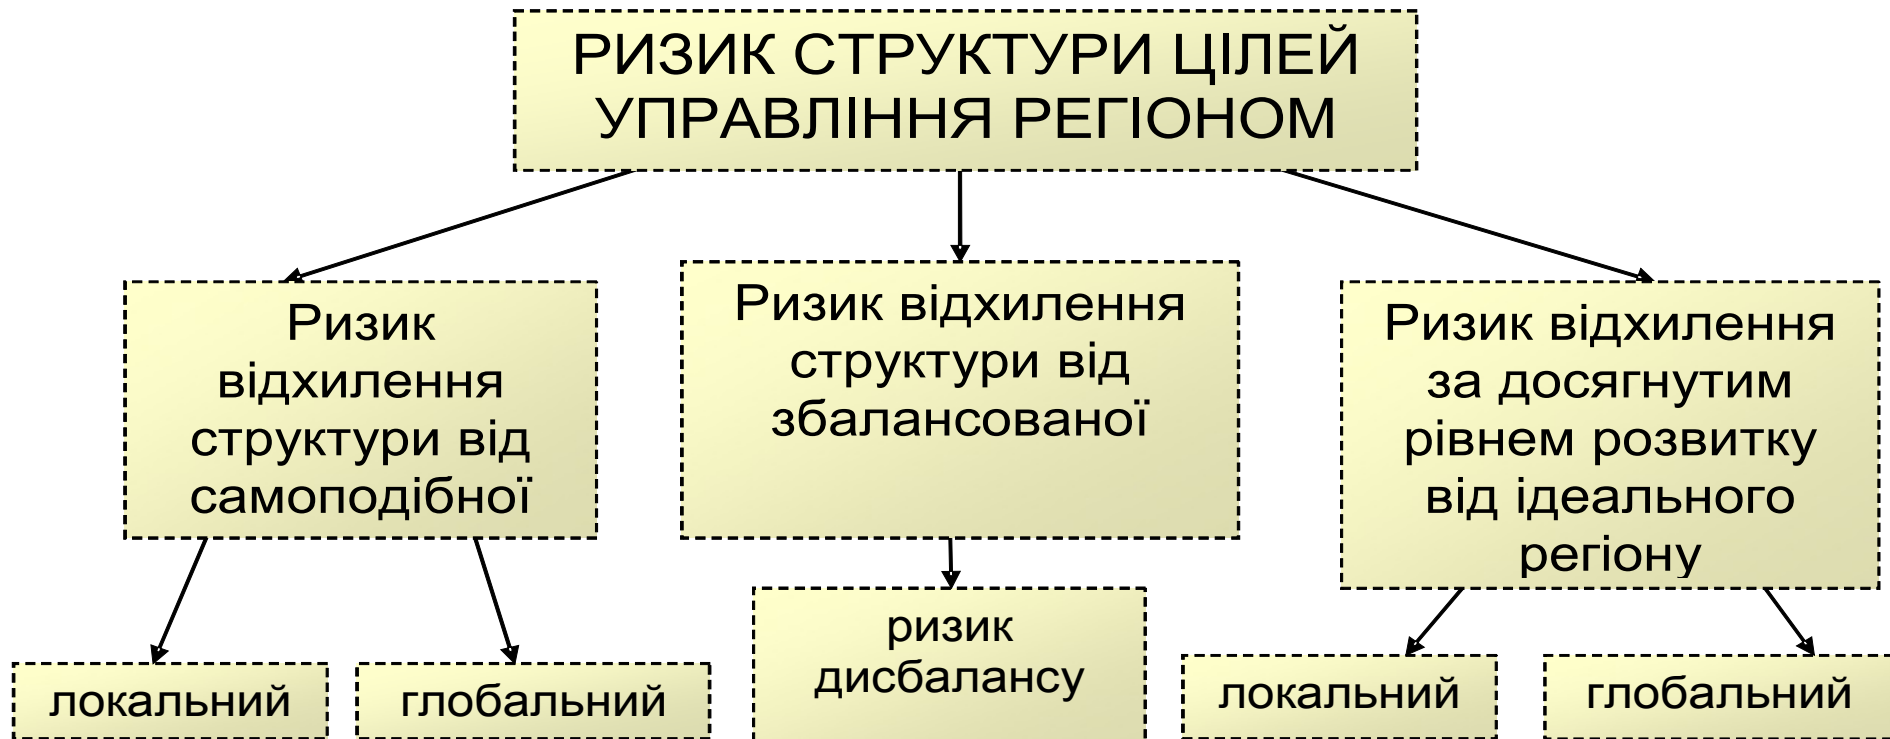 РИЗИК СТРУКТУРИ ЦІЛЕЙ
УПРАВЛІННЯ РЕГІОНОМ
Ризик
відхилення
структури від
самоподібної
Ризик відхилення
структури від
збалансованої
Ризик відхилення
за досягнутим
рівнем розвитку
від ідеального
регіону
локальний
глобальний
ризик
дисбалансу
локальний
глобальний